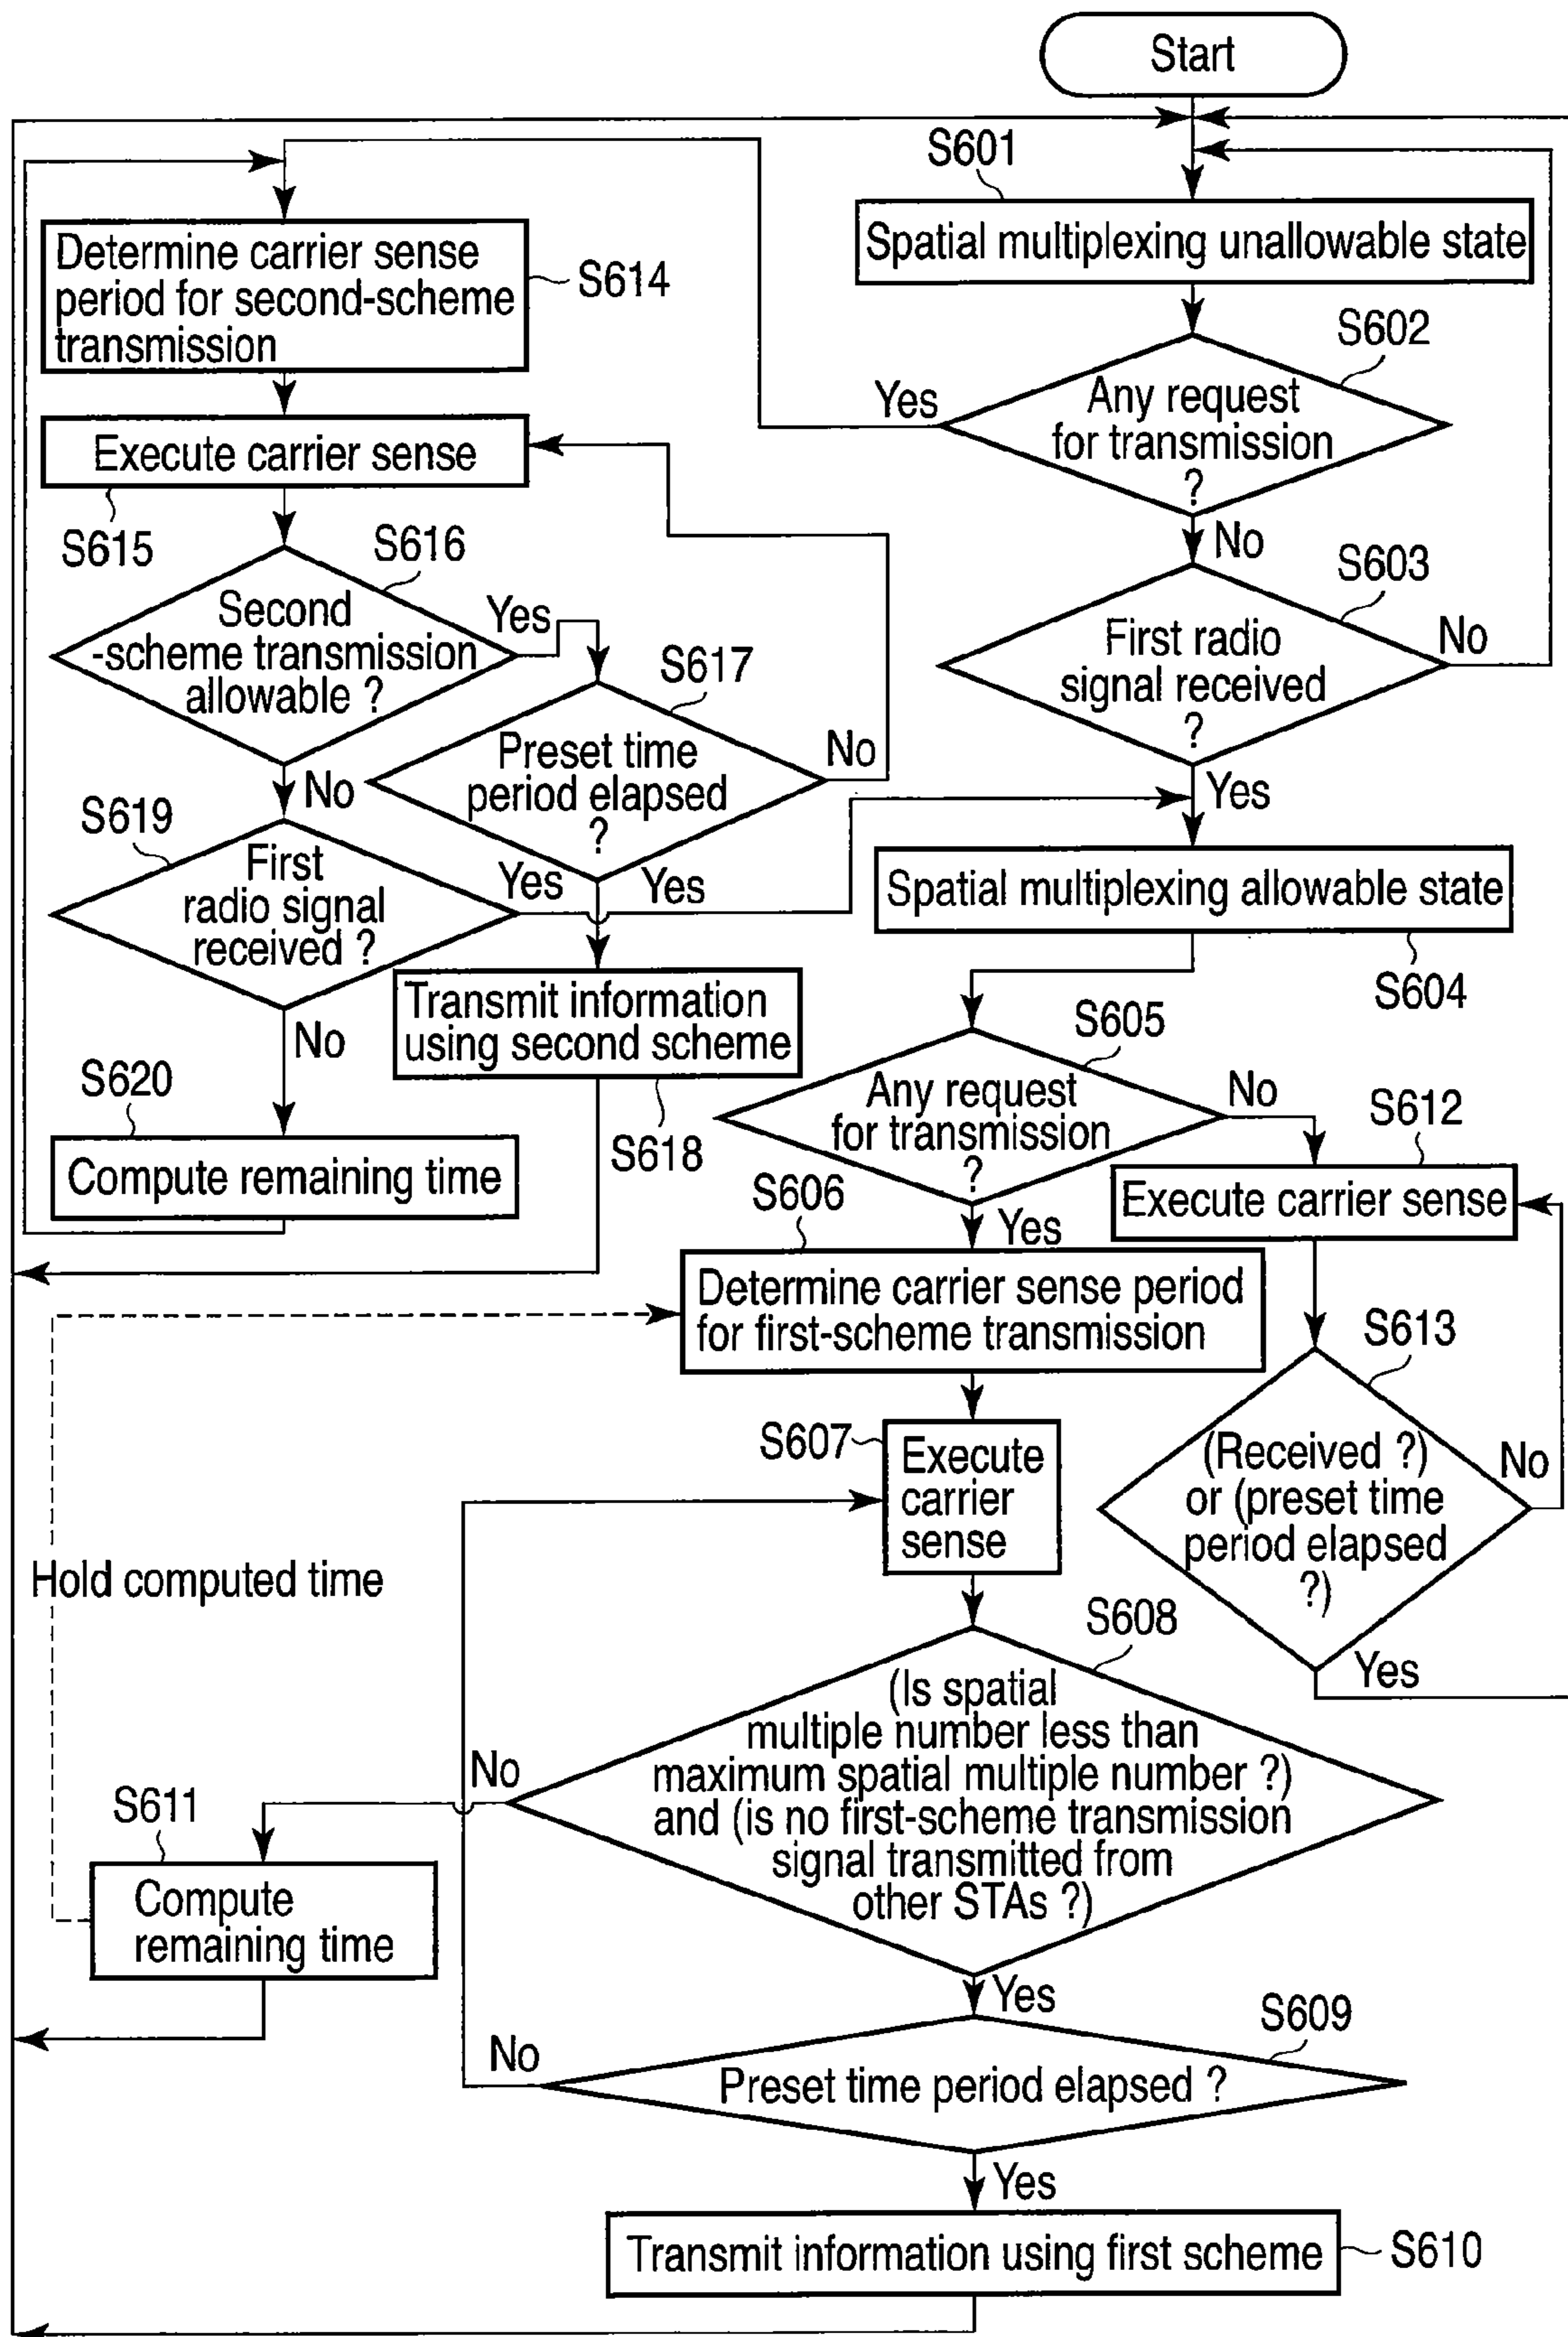 Start
S601
Spatial multiplexing unallowable state
S602
Any request
for transmission
?
Yes
No
S603
First radio
signal received
?
No
Yes
Spatial multiplexing allowable state
S604
S605
Any request
for transmission
?
No
Yes
S612
Execute carrier sense
S613
(Received ?)
or (preset time
period elapsed
?)
No
Yes
S606
Determine carrier sense period
for first-scheme transmission
S607
Execute
carrier
sense
S608
(Is spatial
multiple number less than
maximum spatial multiple number ?)
and (is no first-scheme transmission
signal transmitted from
other STAs ?)
No
Yes
S611
Compute
remaining time
Hold computed time
S609
Preset time period elapsed ?
No
Yes
Transmit information using first scheme
S610
Determine carrier sense
period for second-scheme
transmission
S614
Execute carrier sense
S615
S616
Second
-scheme transmission
allowable ?
Yes
No
S617
Preset time
period elapsed
?
No
Yes
Transmit information
using second scheme
S618
S619
First
radio signal
received ?
Yes
No
S620
Compute remaining time